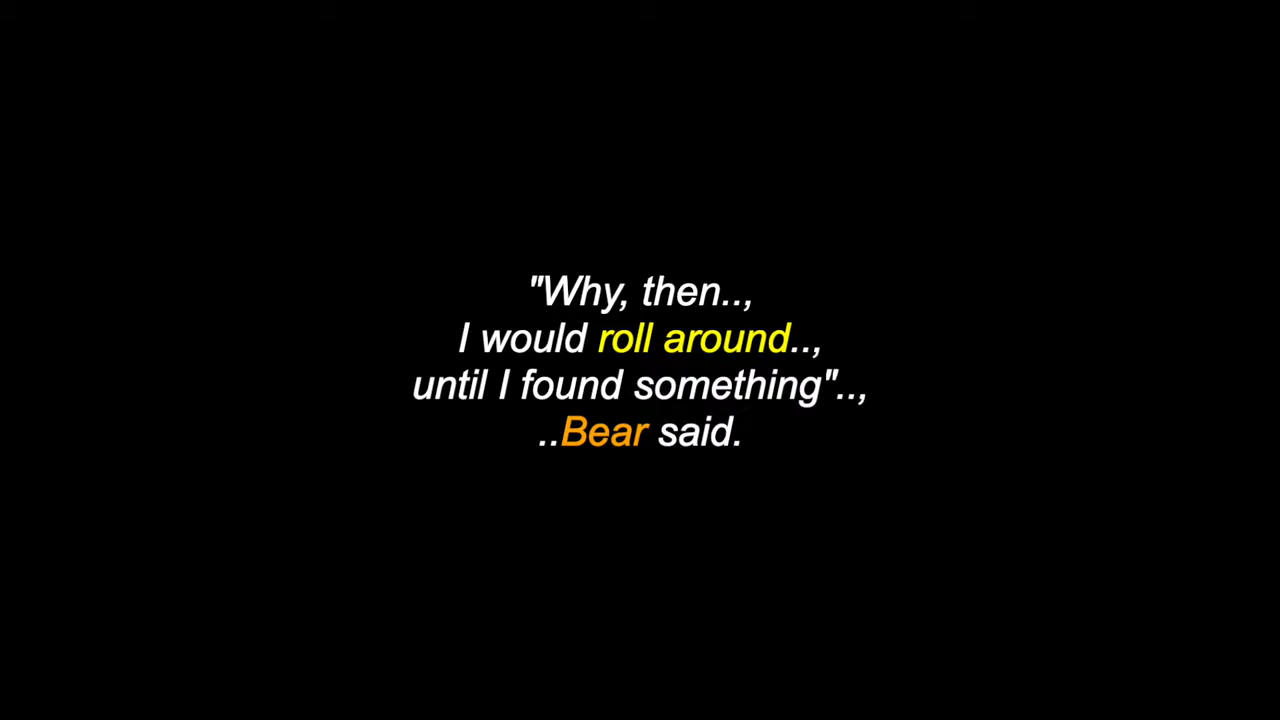 "Why, then..,
I would roll around..,
until I found something"..,
..Bear said.